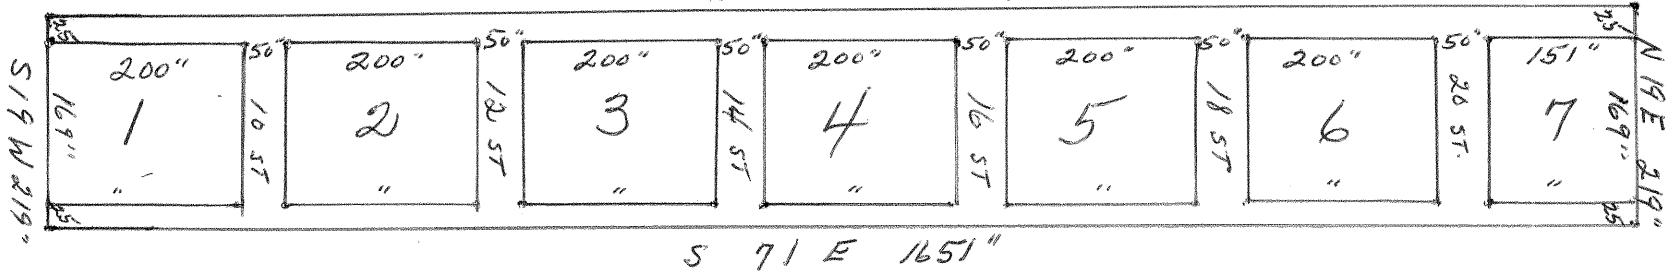 25' 25'
50" 50" 50" 50" 50" 50"
200" 200" 200" 200" 200" 200" 151"
S 19 W 219"
169"
1 2 3 4 5 6 7
10 ST
12 ST
14 ST
16 ST
18 ST
20 ST.
169"
N 19 E 219"
" " " " " " "
25' 25'
S 71 E 1651"